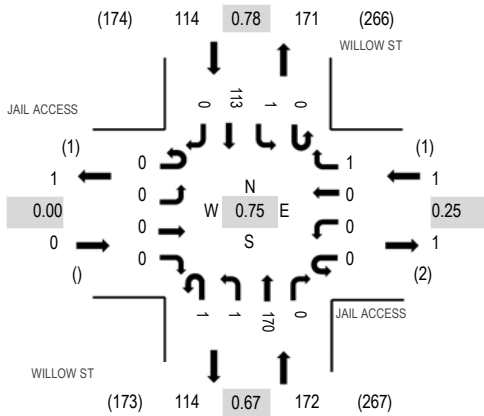 (174) 114 0.78 171 (266)
WILLOW ST
0 113 1 0
JAIL ACCESS
(1) 0 1 (1)
1 0 N 0 1
0.00 W 0.75 E 0.25
0 0 S 0 1
() 0 0 (2)
1 1 170 0
JAIL ACCESS
WILLOW ST
(173) 114 0.67 172 (267)